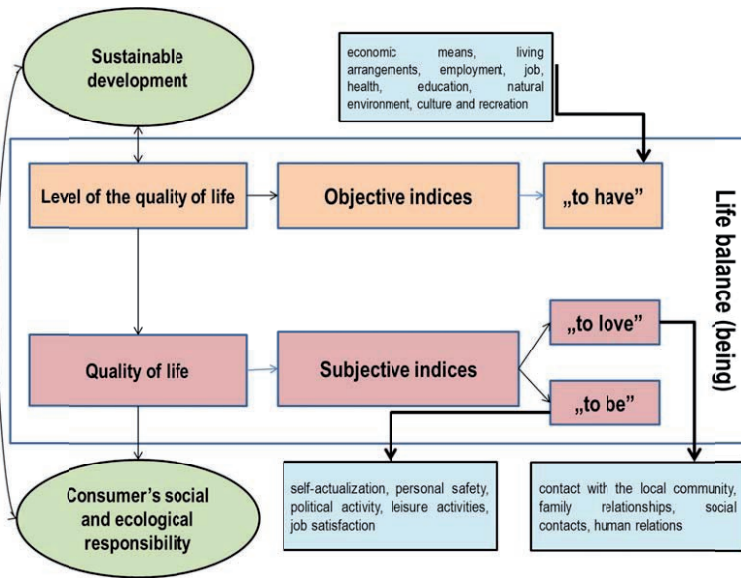 Sustainable
development
economic means, living
arrangements, employment, job,
health, education, natural
environment, culture and recreation
Level of the quality of life
Objective indices
„to have”
Life balance (being)
Quality of life
Subjective indices
„to love”
„to be”
Consumer’s social
and ecological
responsibility
self-actualization, personal safety,
political activity, leisure activities,
job satisfaction
contact with the local community,
family relationships, social
contacts, human relations